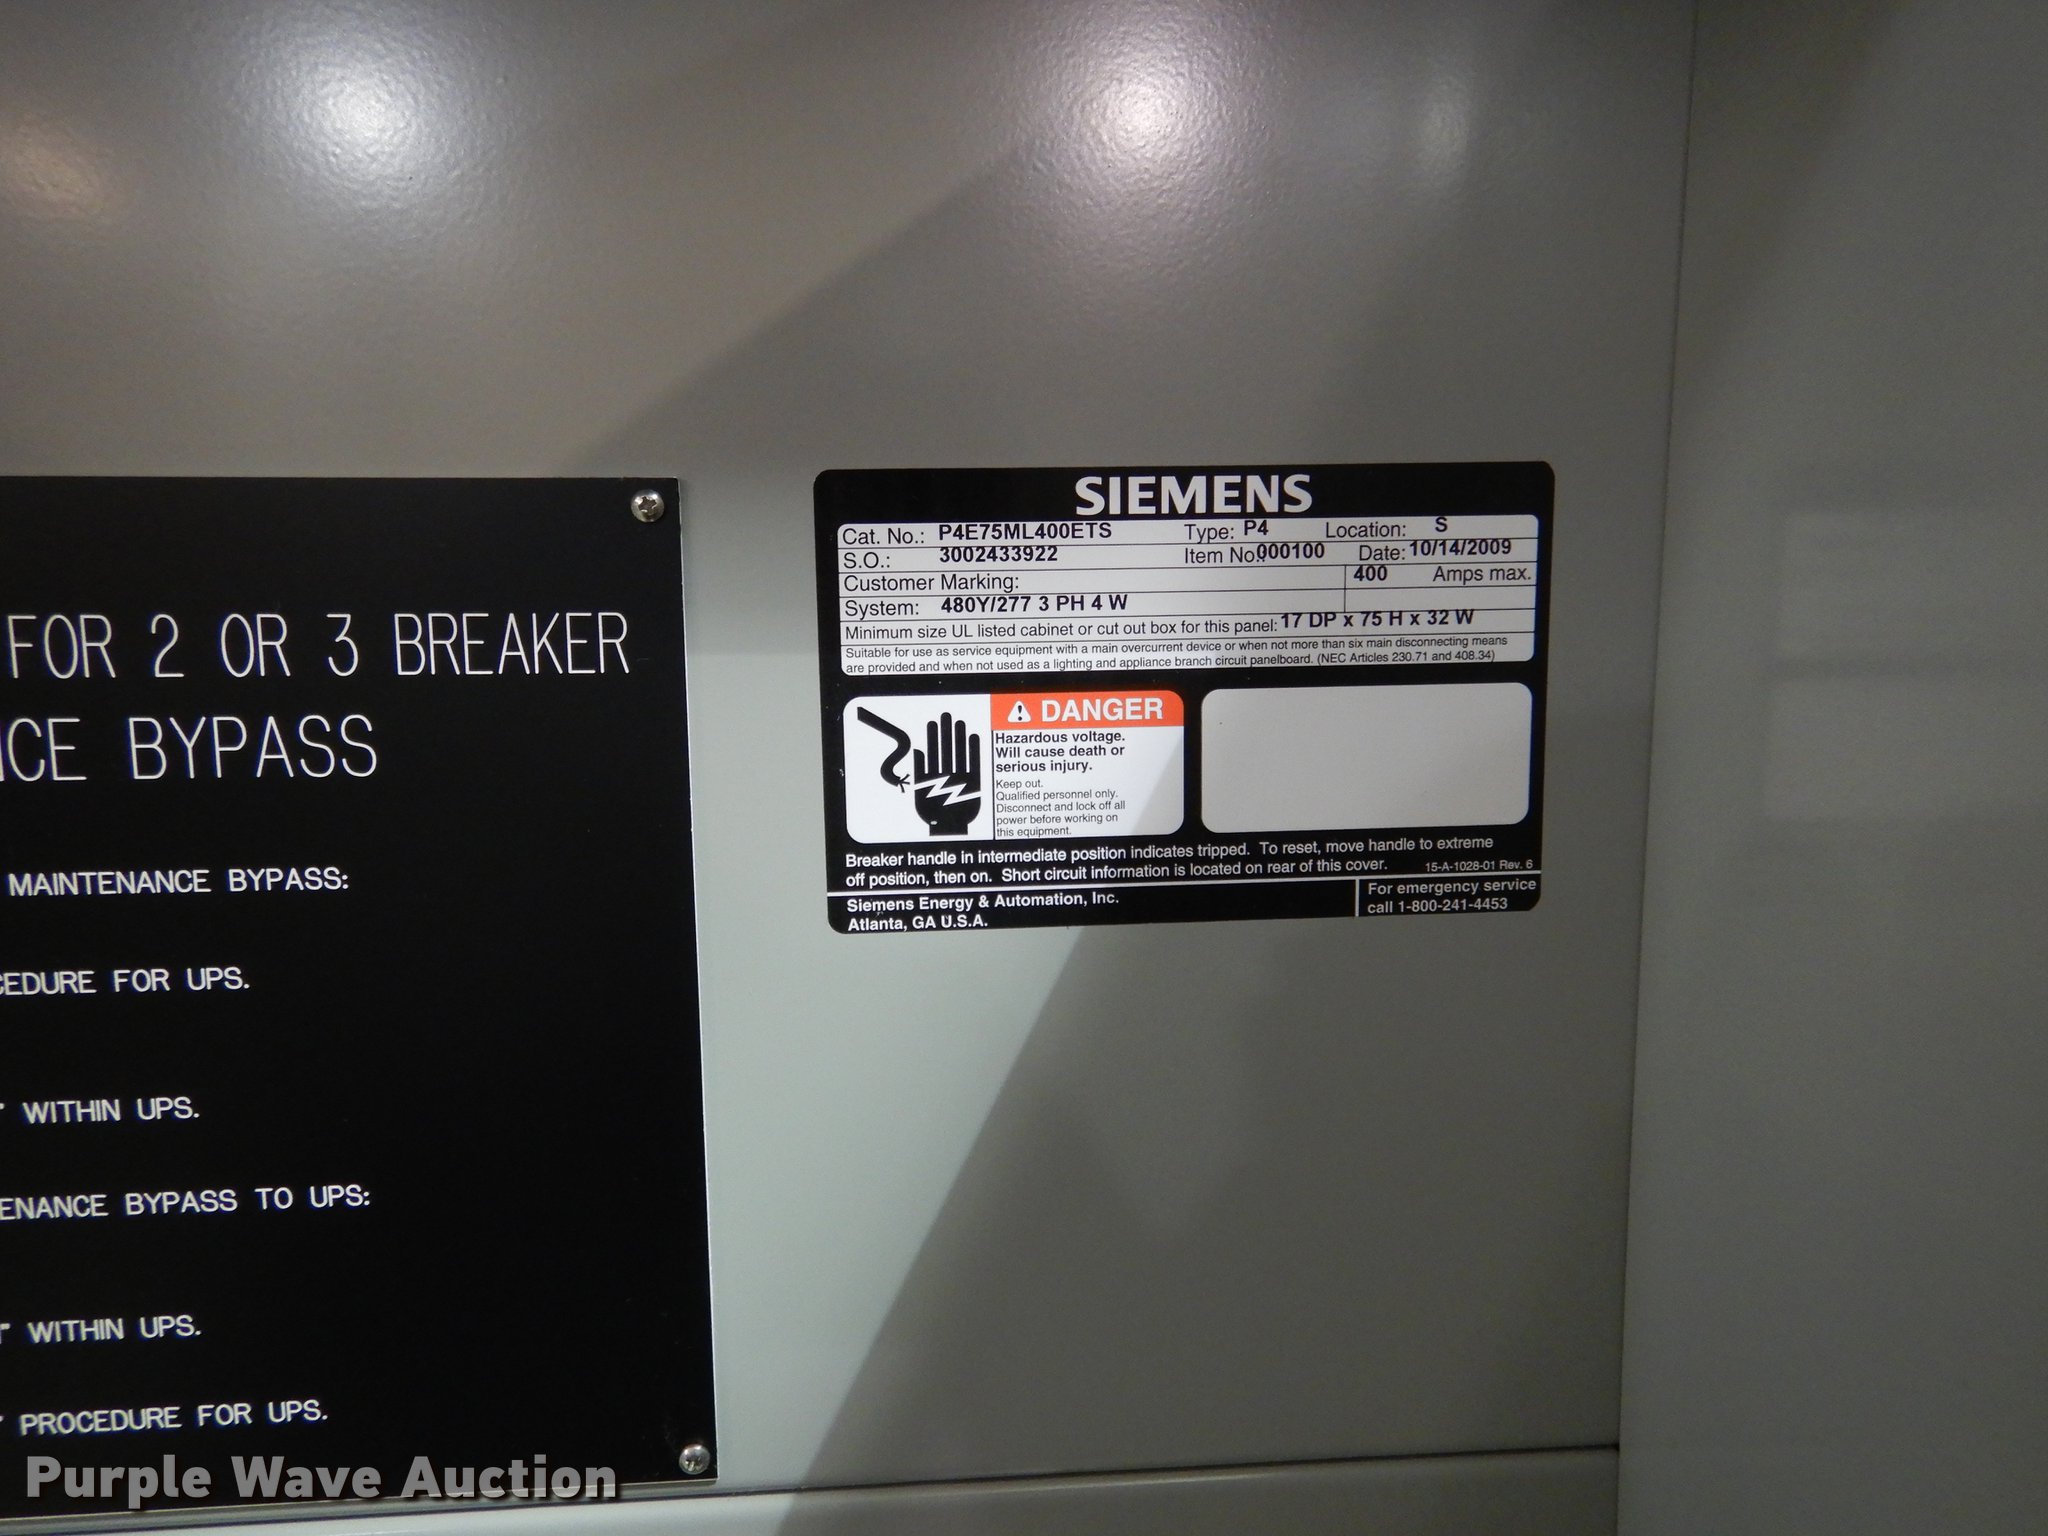 FOR 2 OR 3 BREAKER
BYPASS
MAINTENANCE BYPASS:
FOR UPS.
WITHIN UPS.
BYPASS TO UPS:
WITHIN UPS.
PROCEDURE FOR UPS.
SIEMENS
Cat. No.: P4E75ML400ETS Type: P4 Location: S
S.O.: 3002433922 Item No.: 000100 Date: 10/14/2009
Customer Marking: 400 Amps max.
System: 480Y/277 3 PH 4 W
Minimum size UL listed cabinet or cut out box for this panel: 17 DP x 75 H x 32 W
Suitable for use as service equipment with a main overcurrent device or when not more than six main disconnecting means
are provided and when not used as a lighting and appliance branch circuit panelboard. (NEC Articles 230.71 and 408.34)
DANGER
Hazardous voltage.
Will cause death or
serious injury.
Keep out.
Qualified personnel only.
Disconnect and lock off all
power before working on
this equipment.
Breaker handle in intermediate position indicates tripped. To reset, move handle to extreme
off position, then on. Short circuit information is located on rear of this cover. 15-A-1028-01 Rev. 6
Siemens Energy & Automation, Inc.
Atlanta, GA U.S.A.
For emergency service
call 1-800-241-4453
Purple Wave Auction